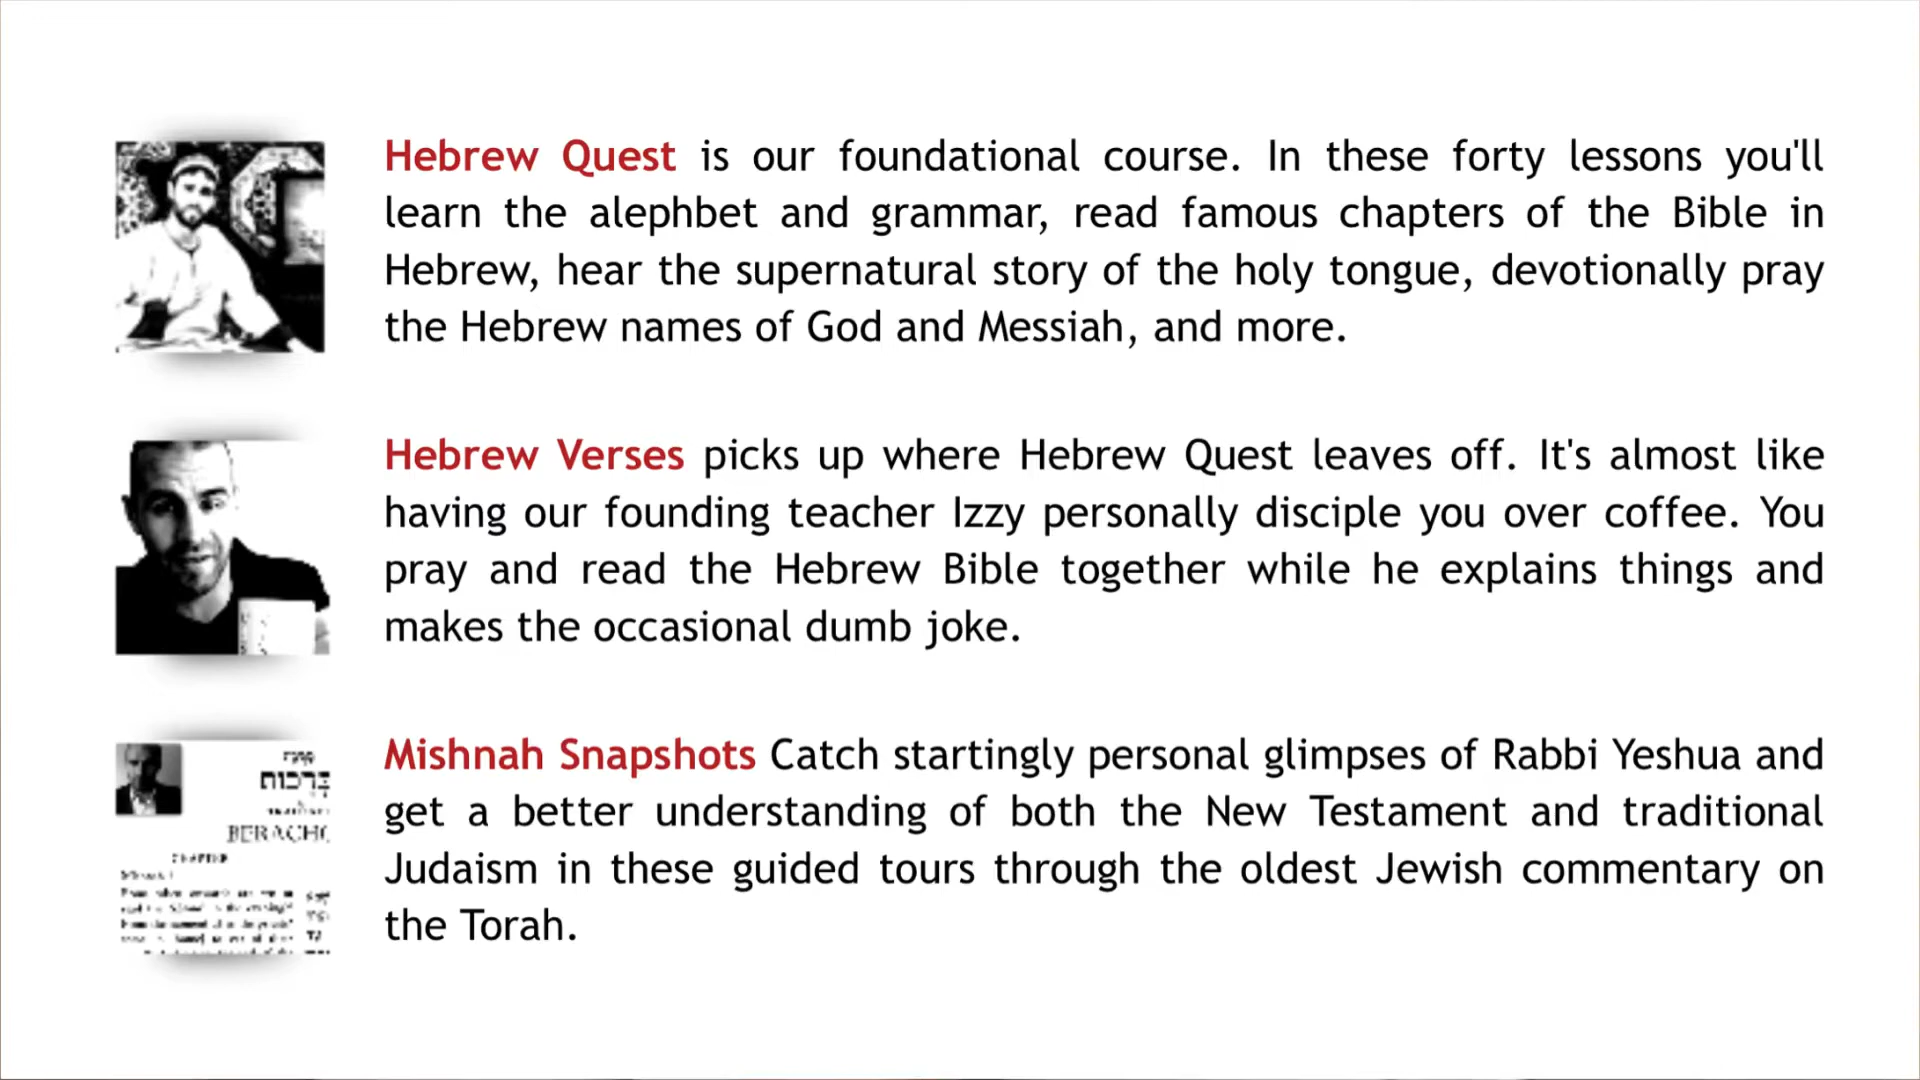 Hebrew Quest is our foundational course. In these forty lessons you'll
learn the alephbet and grammar, read famous chapters of the Bible in
Hebrew, hear the supernatural story of the holy tongue, devotionally pray
the Hebrew names of God and Messiah, and more.
Hebrew Verses picks up where Hebrew Quest leaves off. It's almost like
having our founding teacher Izzy personally disciple you over coffee. You
pray and read the Hebrew Bible together while he explains things and
makes the occasional dumb joke.
ברכות
CHAPTER
Mishnah Snapshots Catch startingly personal glimpses of Rabbi Yeshua and
get a better understanding of both the New Testament and traditional
Judaism in these guided tours through the oldest Jewish commentary on
the Torah.